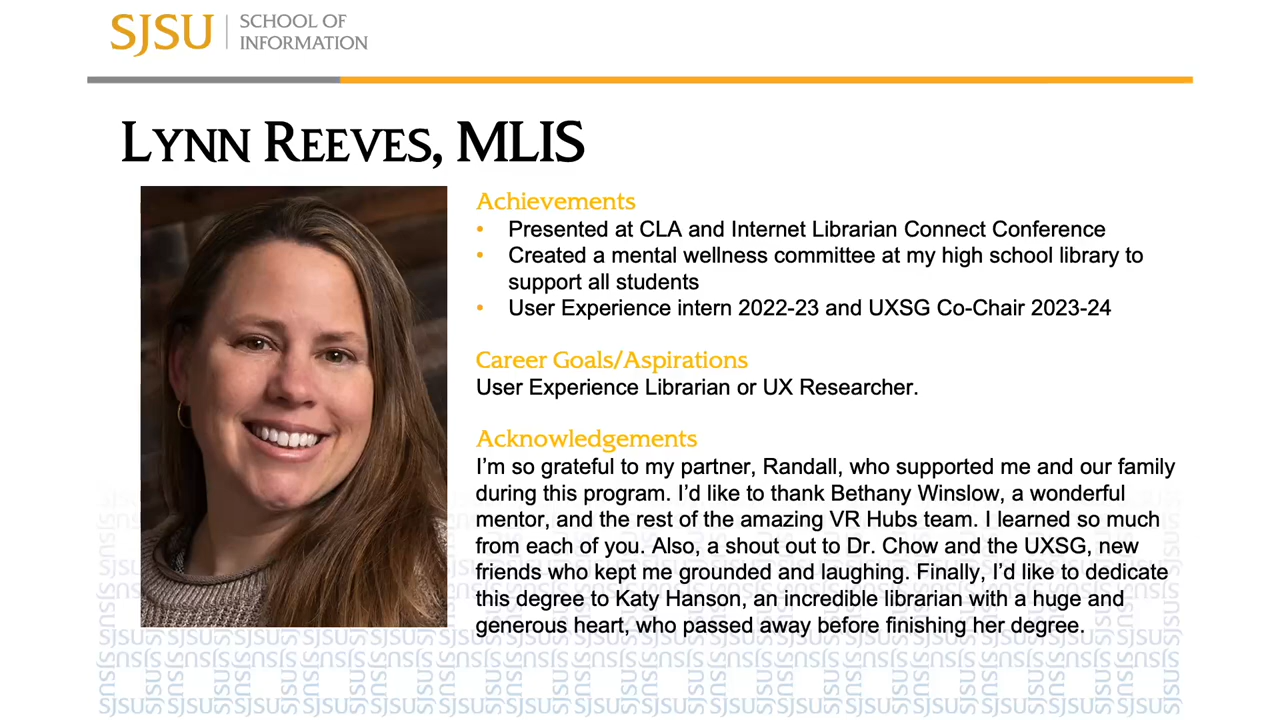 SJSU SCHOOL OF
INFORMATION
LYNN REEVES, MLIS
Achievements
• Presented at CLA and Internet Librarian Connect Conference
• Created a mental wellness committee at my high school library to
support all students
• User Experience intern 2022-23 and UXSG Co-Chair 2023-24
Career Goals/Aspirations
User Experience Librarian or UX Researcher.
Acknowledgements
I’m so grateful to my partner, Randall, who supported me and our family
during this program. I’d like to thank Bethany Winslow, a wonderful
mentor, and the rest of the amazing VR Hubs team. I learned so much
from each of you. Also, a shout out to Dr. Chow and the UXSG, new
friends who kept me grounded and laughing. Finally, I’d like to dedicate
this degree to Katy Hanson, an incredible librarian with a huge and
generous heart, who passed away before finishing her degree.